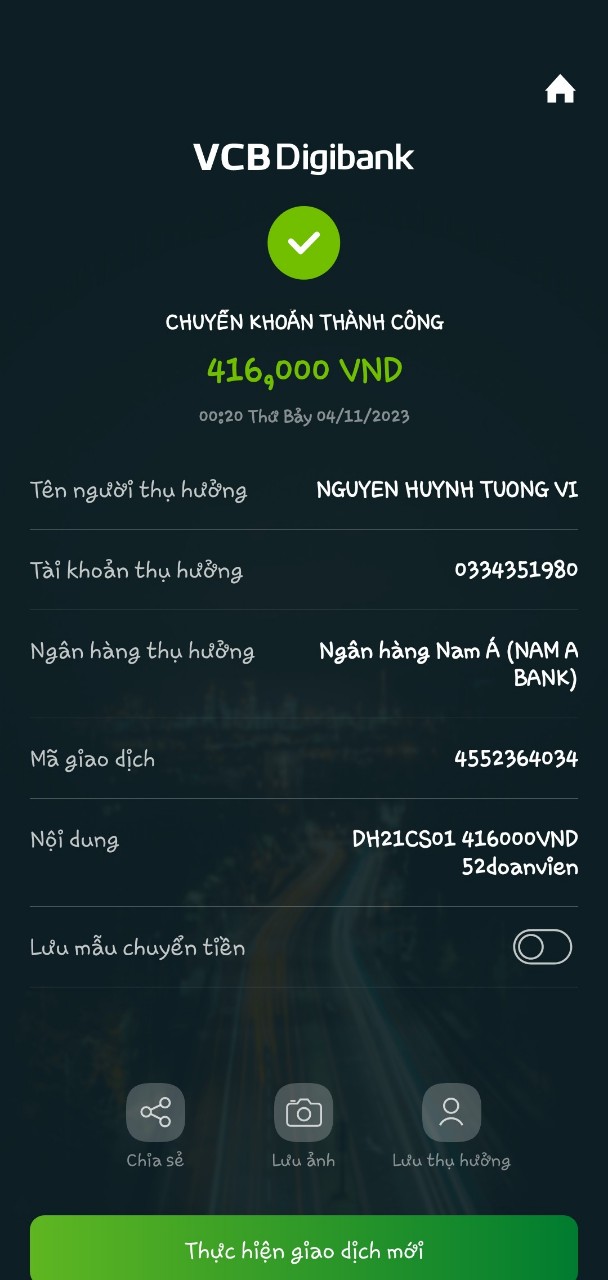 VCB Digibank
CHUYỂN KHOẢN THÀNH CÔNG
416,000 VND
00:20 Thứ Bảy 04/11/2023
Tên người thụ hưởng NGUYEN HUYNH TUONG VI
Tài khoản thụ hưởng 0334351980
Ngân hàng thụ hưởng Ngân hàng Nam Á (NAM A
BANK)
Mã giao dịch 4552364034
Nội dung DH21CS01 416000VND
52doanvien
Lưu mẫu chuyển tiền
Chia sẻ Lưu ảnh Lưu thụ hưởng
Thực hiện giao dịch mới